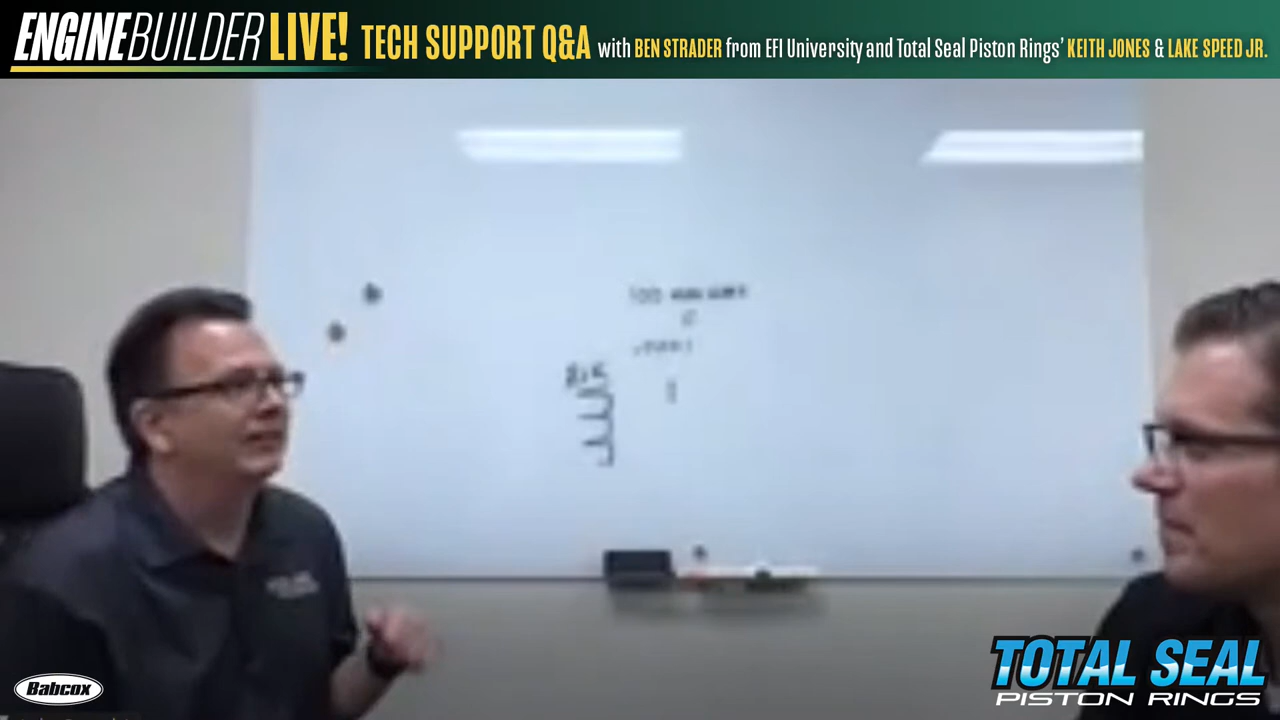 ENGINEBUILDER LIVE! TECH SUPPORT Q&A with BEN STRADER from EFI University and Total Seal Piston Rings' KEITH JONES & LAKE SPEED JR.
Babcox
TOTAL SEAL
PISTON RINGS